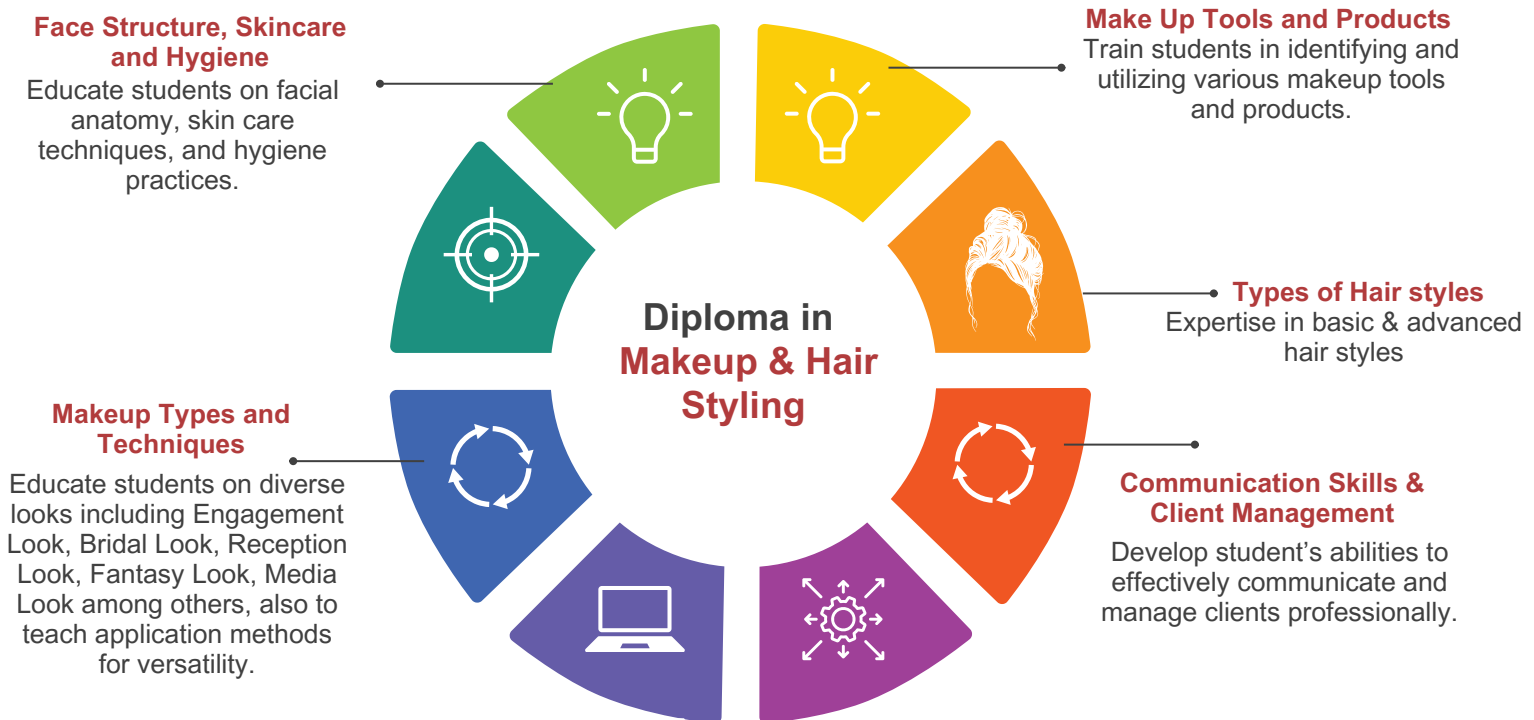 Face Structure, Skincare
and Hygiene
Educate students on facial
anatomy, skin care
techniques, and hygiene
practices.
Make Up Tools and Products
Train students in identifying and
utilizing various makeup tools
and products.
Types of Hair styles
Expertise in basic & advanced
hair styles
Diploma in
Makeup & Hair
Styling
Makeup Types and
Techniques
Educate students on diverse
looks including Engagement
Look, Bridal Look, Reception
Look, Fantasy Look, Media
Look among others, also to
teach application methods
for versatility.
Communication Skills &
Client Management
Develop student’s abilities to
effectively communicate and
manage clients professionally.